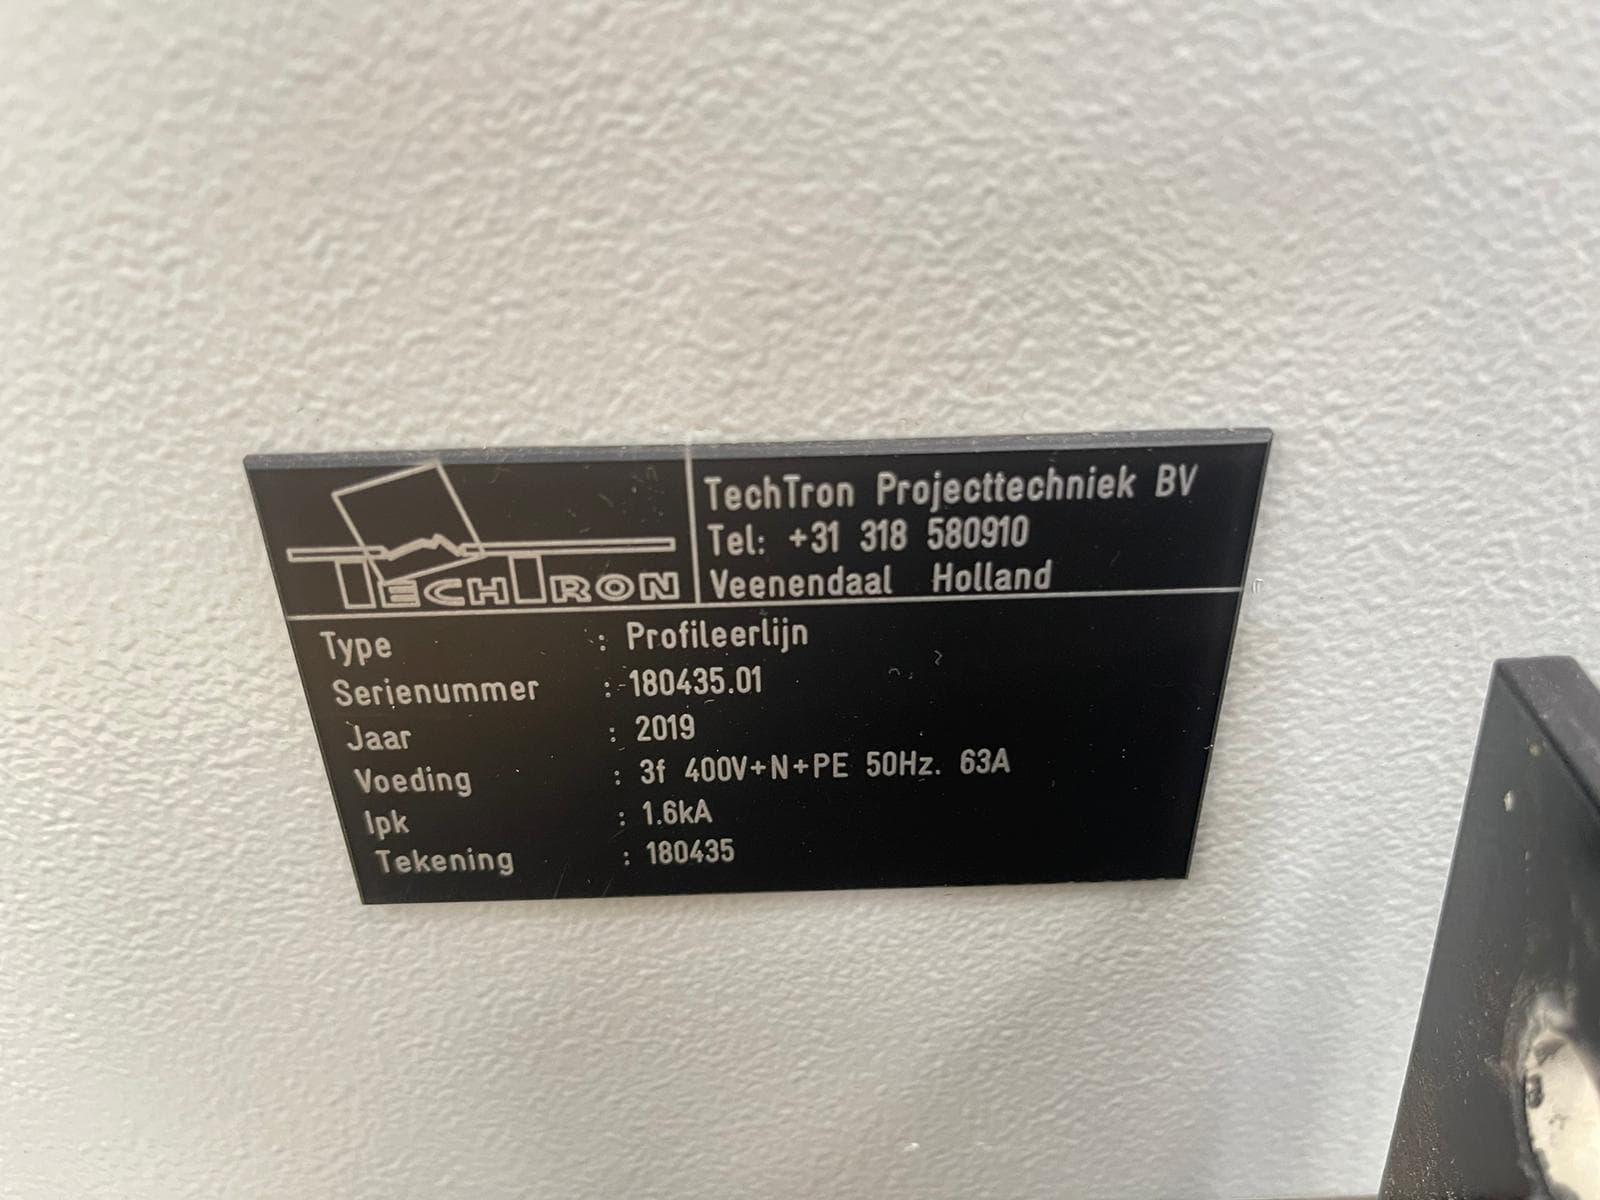 TECHTRON
TechTron Projecttechniek BV
Tel: +31 318 580910
Veenendaal Holland
Type : Profileerlijn
Serienummer : 180435.01
Jaar : 2019
Voeding : 3f 400V+N+PE 50Hz. 63A
Ipk : 1.6kA
Tekening : 180435